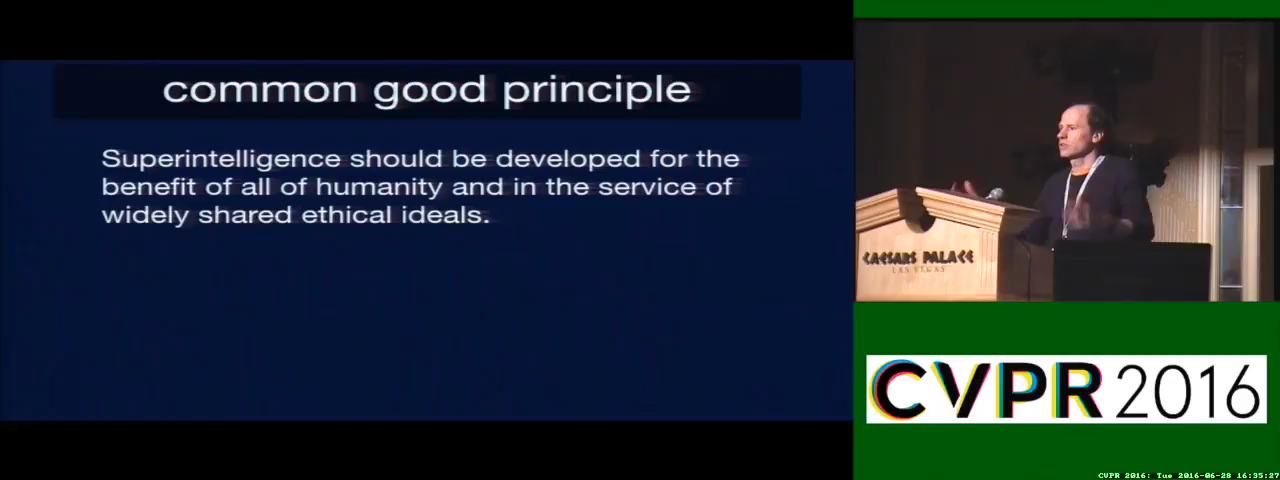 common good principle
Superintelligence should be developed for the
benefit of all of humanity and in the service of
widely shared ethical ideals.
CAESARS PALACE
LAS VEGAS
CVPR 2016
CVPR 2016: Tue 2016-06-28 16:35:27